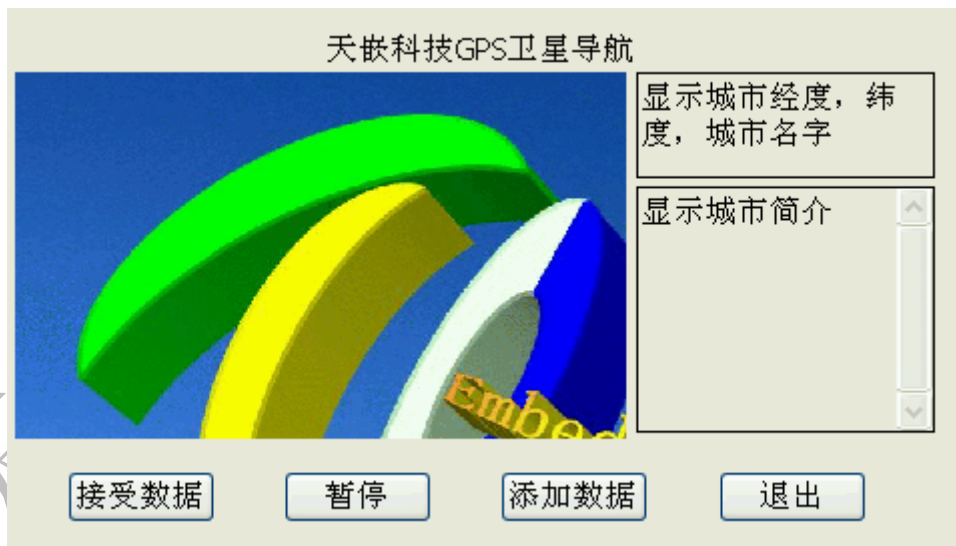 天嵌科技GPS卫星导航
显示城市经度，纬
度，城市名字
显示城市简介
Embed
接受数据
暂停
添加数据
退出